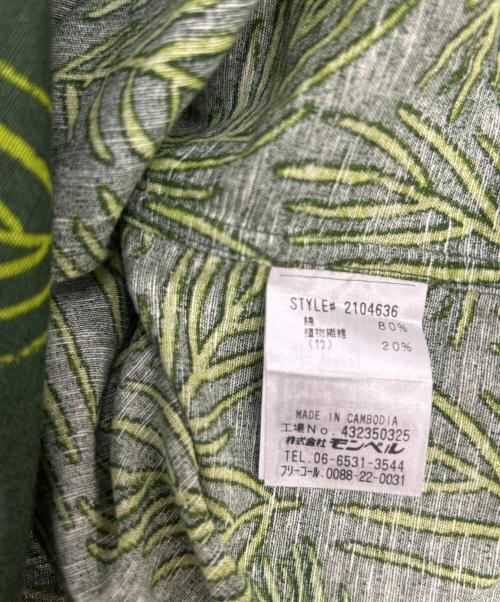 STYLE# 2104636
綿 80%
植物繊維
(竹) 20%
MADE IN CAMBODIA
工場No. 432350325
株式会社 モンベル
TEL. 06-6531-3544
フリーコール:0088-22-0031